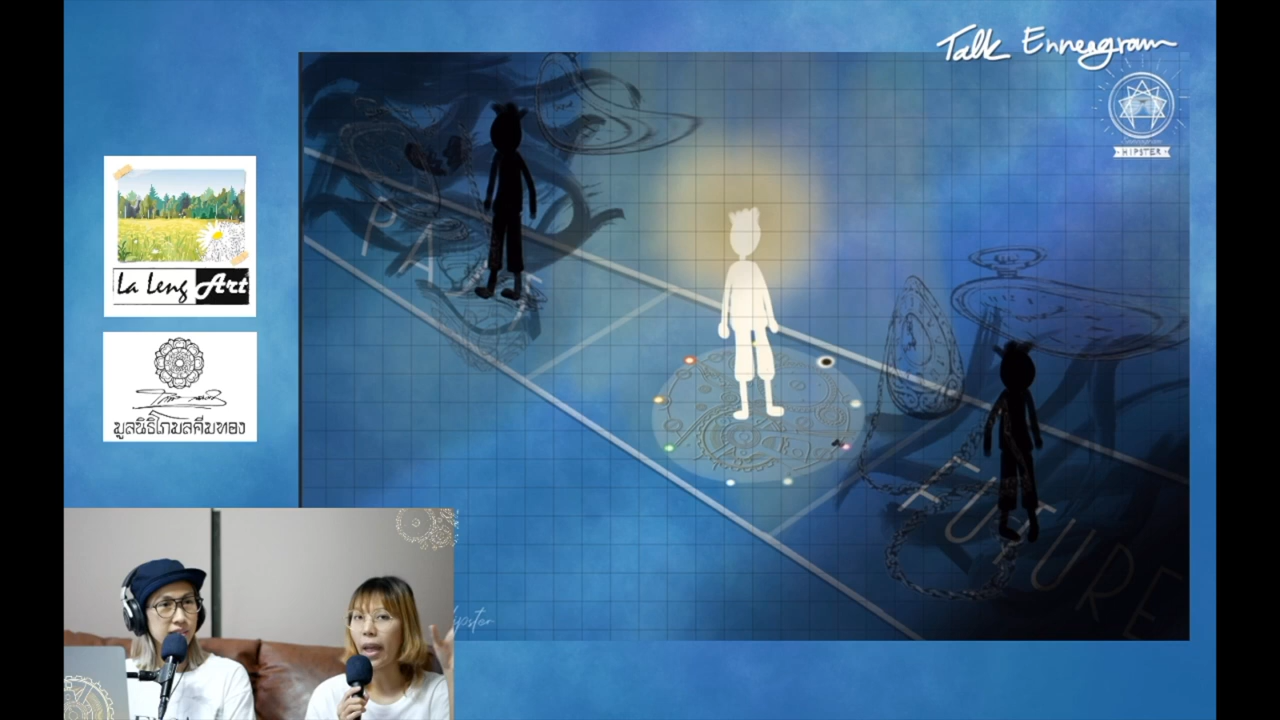 Talk Enneagram
HIPSTER
PAST
La Leng Art
มูลนิธิโกมลคีมทอง
FUTURE